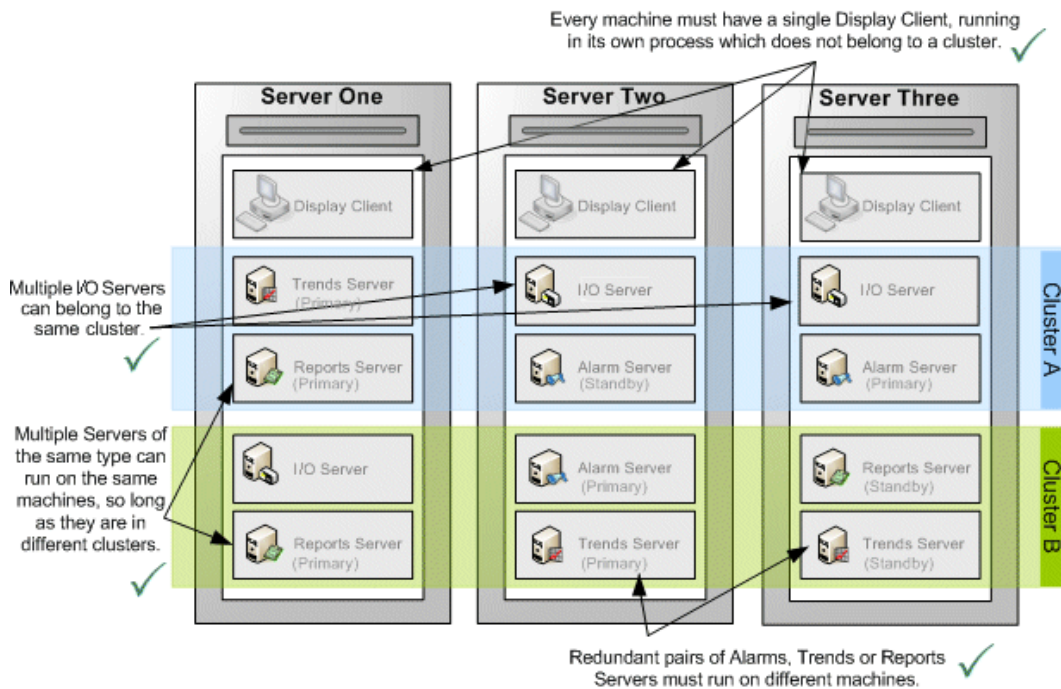 Every machine must have a single Display Client, running
in its own process which does not belong to a cluster.
Server One
Server Two
Server Three
Display Client
Display Client
Display Client
Multiple I/O Servers
can belong to the
same cluster.
Trends Server
(Primary)
I/O Server
I/O Server
Reports Server
(Primary)
Alarm Server
(Standby)
Alarm Server
(Primary)
Cluster A
Multiple Servers of
the same type can
run on the same
machines, so long
as they are in
different clusters.
I/O Server
Alarm Server
(Primary)
Reports Server
(Standby)
Reports Server
(Primary)
Trends Server
(Primary)
Trends Server
(Standby)
Cluster B
Redundant pairs of Alarms, Trends or Reports
Servers must run on different machines.